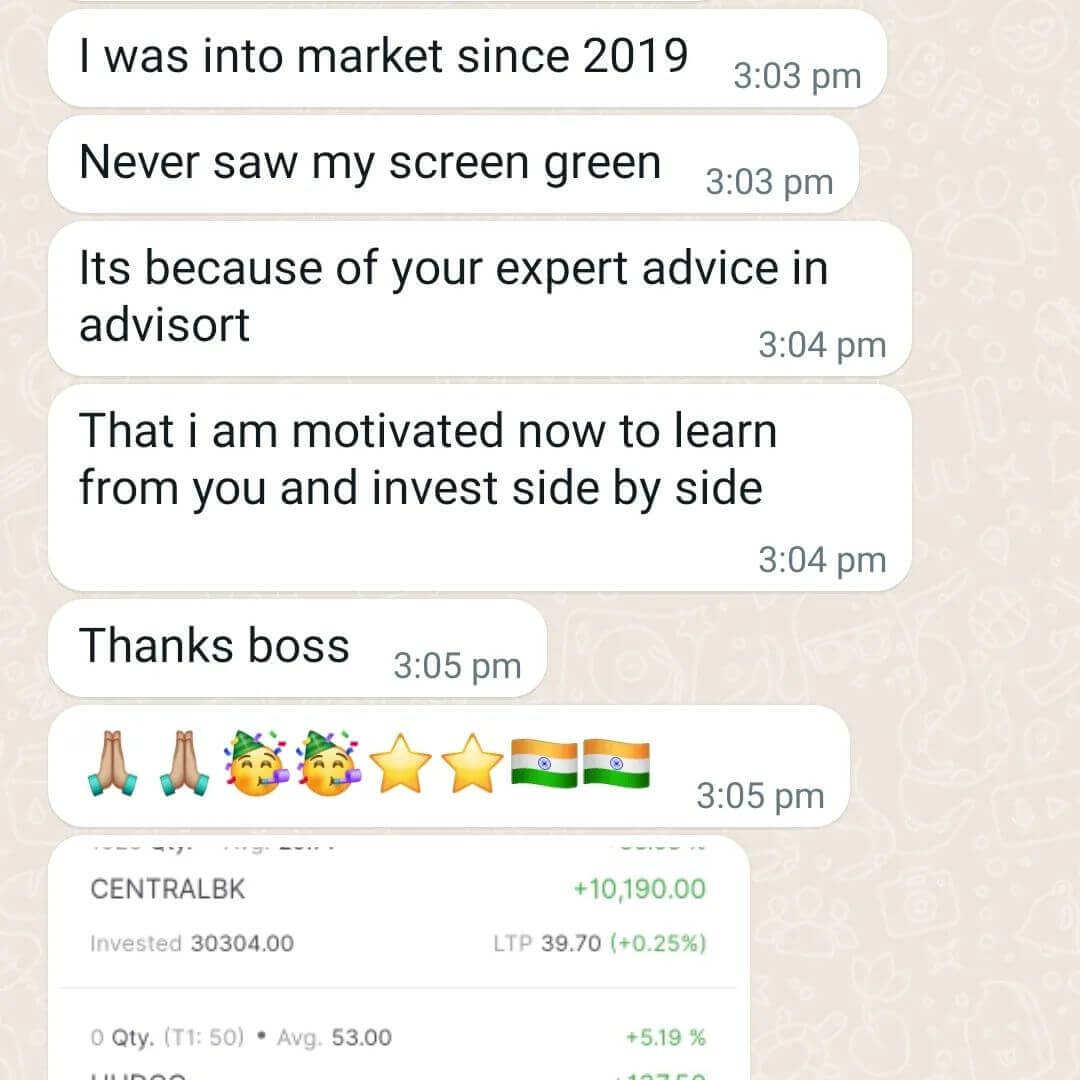 I was into market since 2019 3:03 pm
Never saw my screen green 3:03 pm
Its because of your expert advice in
advisort 3:04 pm
That i am motivated now to learn
from you and invest side by side
3:04 pm
Thanks boss 3:05 pm
3:05 pm
CENTRALBK +10,190.00
Invested 30304.00 LTP 39.70 (+0.25%)
0 Qty. (T1: 50) • Avg. 53.00 +5.19 %